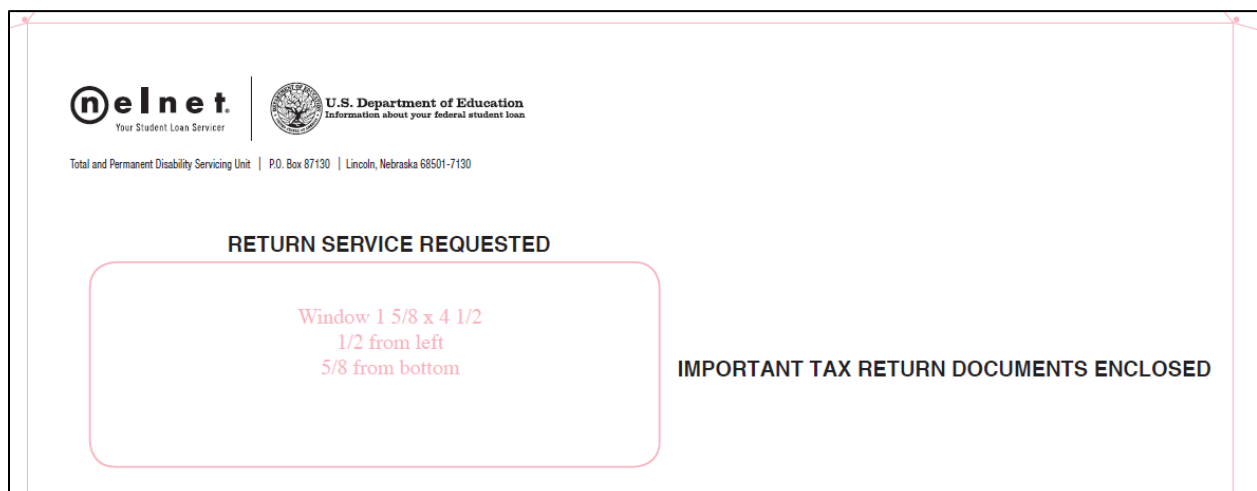 nelnet.
Your Student Loan Servicer
U.S. Department of Education
Information about your federal student loan
Total and Permanent Disability Servicing Unit | P.O. Box 87130 | Lincoln, Nebraska 68501-7130
RETURN SERVICE REQUESTED
Window 1 5/8 x 4 1/2
1/2 from left
5/8 from bottom
IMPORTANT TAX RETURN DOCUMENTS ENCLOSED